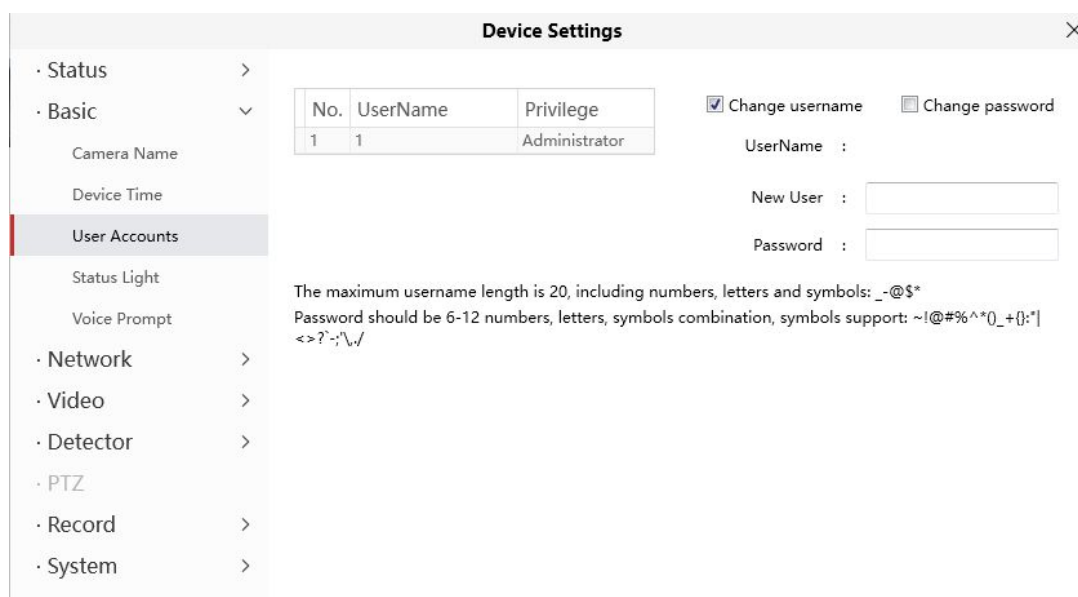 Device Settings
· Status
· Basic
Camera Name
Device Time
User Accounts
Status Light
Voice Prompt
· Network
· Video
· Detector
· PTZ
· Record
· System
No. UserName Privilege
1 1 Administrator
Change username Change password
UserName :
New User :
Password :
The maximum username length is 20, including numbers, letters and symbols: _-@$*
Password should be 6-12 numbers, letters, symbols combination, symbols support: ~!@#%^*()_+{}:"|
<>?`-;'\,./